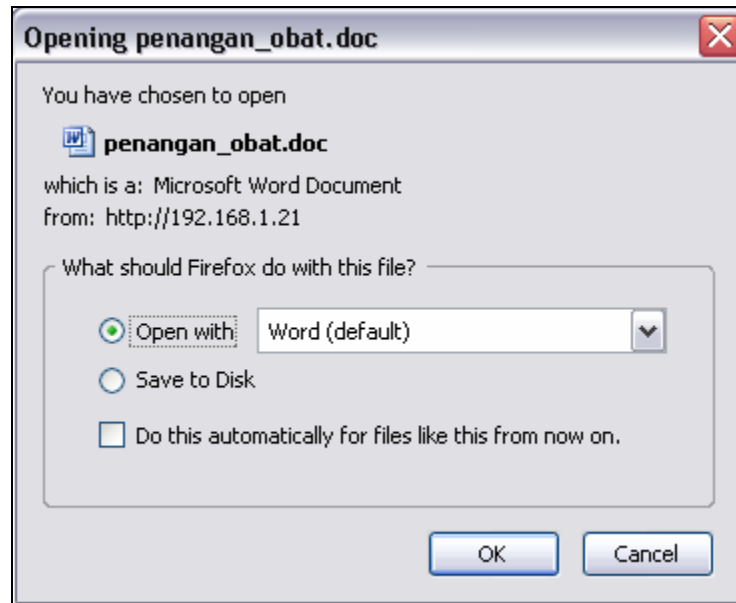 Opening penangan_obat.doc
You have chosen to open
penangan_obat.doc
which is a: Microsoft Word Document
from: http://192.168.1.21
What should Firefox do with this file?
Open with Word (default)
Save to Disk
Do this automatically for files like this from now on.
OK Cancel